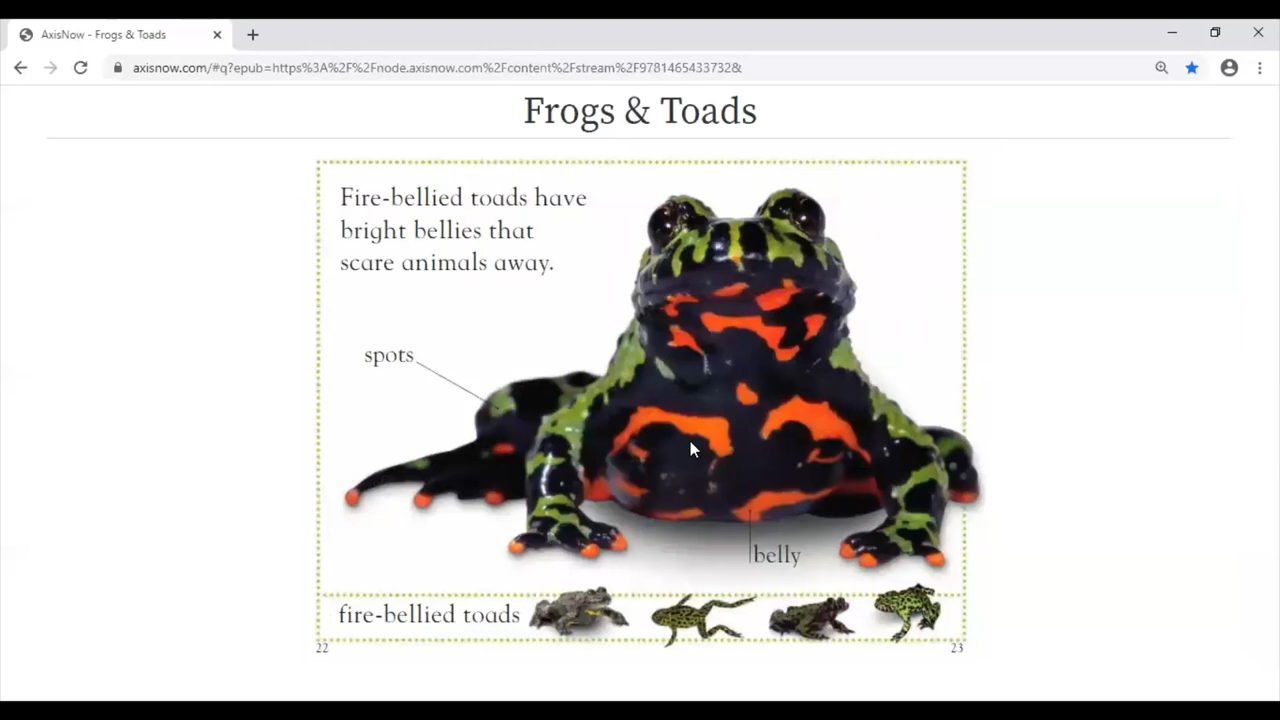 AxisNow - Frogs & Toads
axisnow.com/#q?epub=https%3A%2F%2Fnode.axisnow.com%2Fcontent%2Fstream%2F9781465433732&
Frogs & Toads
Fire-bellied toads have
bright bellies that
scare animals away.
spots
belly
fire-bellied toads
22
23